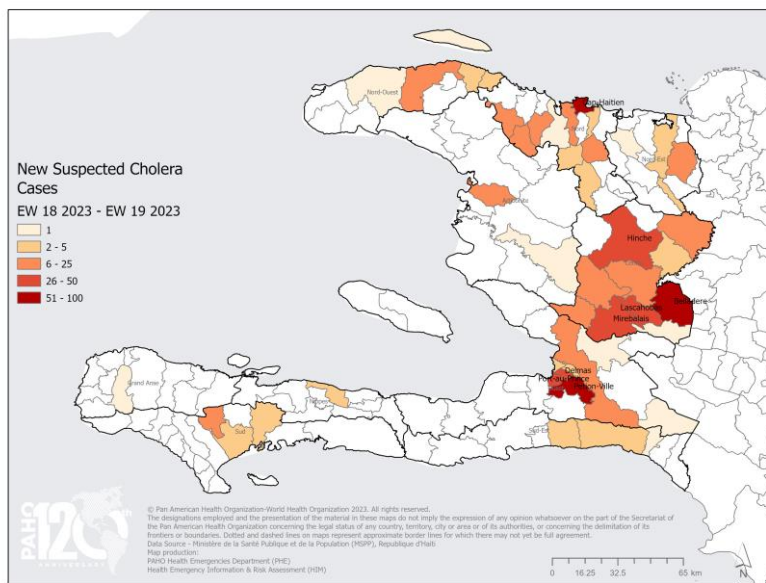 New Suspected Cholera
Cases
EW 18 2023 - EW 19 2023
1
2 - 5
6 - 25
26 - 50
51 - 100
Nord-Ouest
Nord
Nord-Est
Hinche
Lascahobas
Mirebalais
Delmas
Port-au-Prince
Grand Anse
Nippes
Sud
PAHO
120
ANNIVERSARY
© Pan American Health Organization-World Health Organization 2023. All rights reserved.
The designations employed and the presentation of the material in these maps do not imply the expression of any opinion whatsoever on the part of the Secretariat of
the Pan American Health Organization concerning the legal status of any country, territory, city or area or of its authorities, or concerning the delimitation of its
frontiers or boundaries. Dotted and dashed lines on maps represent approximate border lines for which there may not yet be full agreement.
Data Source - Ministère de la Santé Publique et de la Population (MSPP), Republique d'Haïti
Map production:
PAHO Health Emergencies Department (PHE)
Health Emergency Information & Risk Assessment (HIM)
0 16.25 32.5 65 km
N